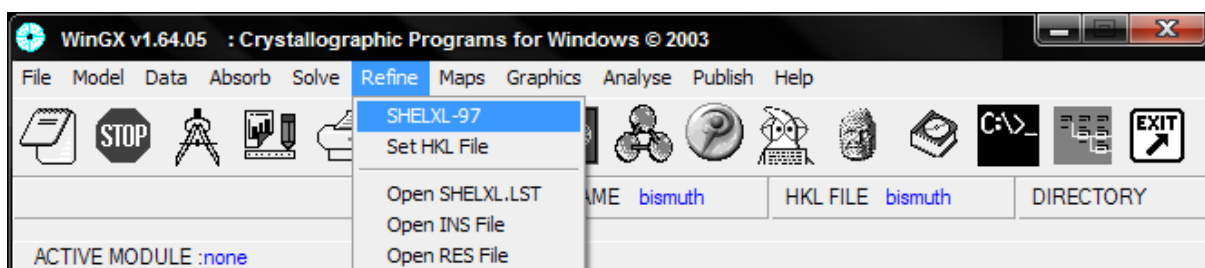 WinGX v1.64.05 : Crystallographic Programs for Windows © 2003
File Model Data Absorb Solve Refine Maps Graphics Analyse Publish Help
SHELXL-97
STOP C:\>_ EXIT
Set HKL File
Open SHELXL.LST
AME bismuth HKL FILE bismuth DIRECTORY
Open INS File
ACTIVE MODULE :none
Open RES File